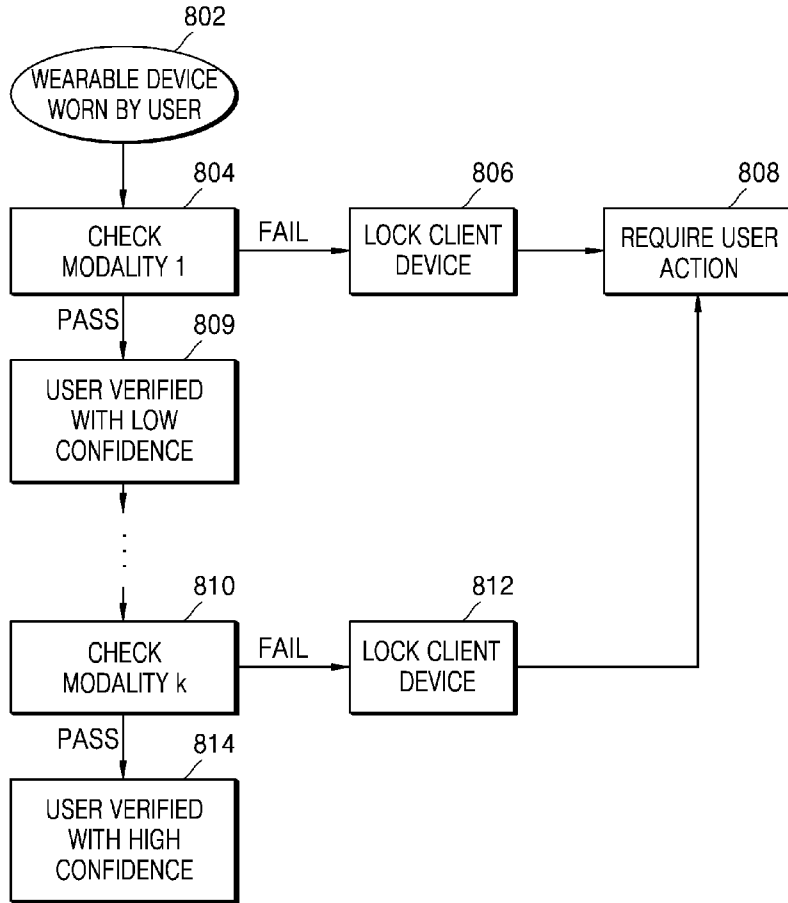 802
WEARABLE DEVICE
WORN BY USER
804
CHECK
MODALITY 1
FAIL
806
LOCK CLIENT
DEVICE
808
REQUIRE USER
ACTION
PASS
809
USER VERIFIED
WITH LOW
CONFIDENCE
810
CHECK
MODALITY k
FAIL
812
LOCK CLIENT
DEVICE
PASS
814
USER VERIFIED
WITH HIGH
CONFIDENCE